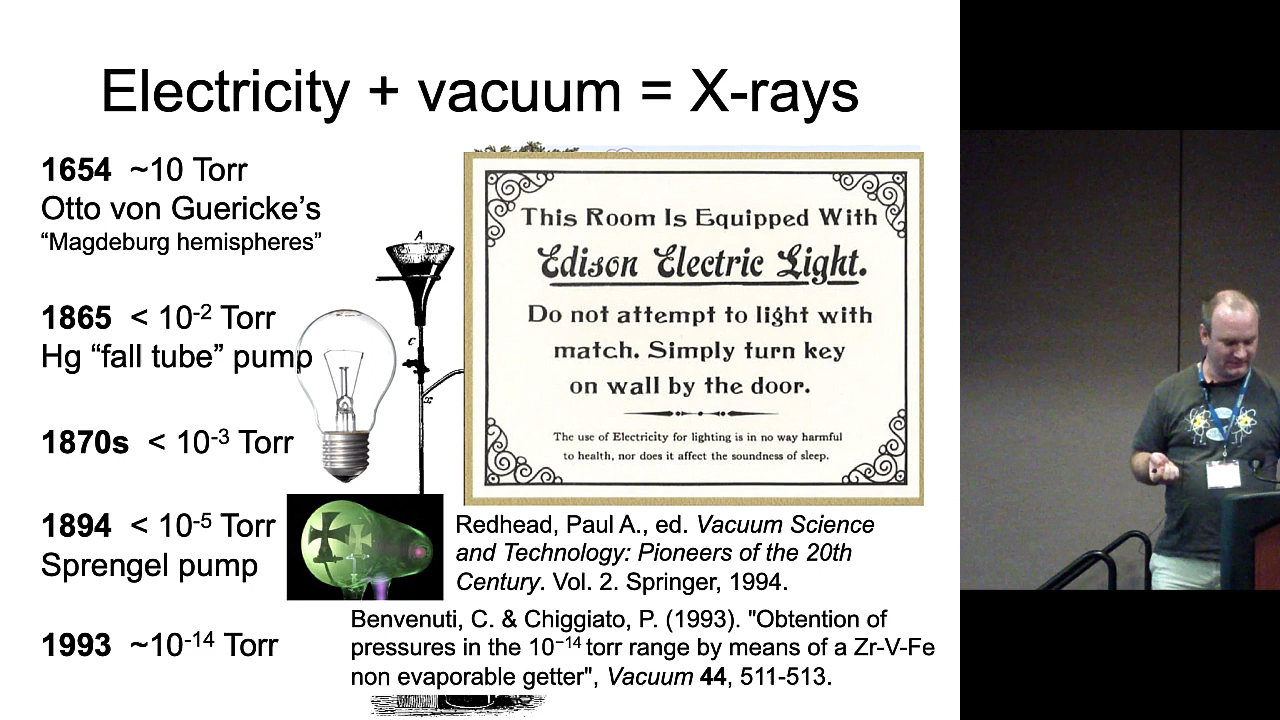 Electricity + vacuum = X-rays
1654 ~10 Torr
Otto von Guericke’s
“Magdeburg hemispheres”
1865 < 10⁻² Torr
Hg “fall tube” pump
1870s < 10⁻³ Torr
1894 < 10⁻⁵ Torr
Sprengel pump
1993 ~10⁻¹⁴ Torr
A
c
x
This Room Is Equipped With
Edison Electric Light.
Do not attempt to light with
match. Simply turn key
on wall by the door.
The use of Electricity for lighting is in no way harmful
to health, nor does it affect the soundness of sleep.
Redhead, Paul A., ed. Vacuum Science
and Technology: Pioneers of the 20th
Century. Vol. 2. Springer, 1994.
Benvenuti, C. & Chiggiato, P. (1993). "Obtention of
pressures in the 10⁻¹⁴ torr range by means of a Zr-V-Fe
non evaporable getter", Vacuum 44, 511-513.